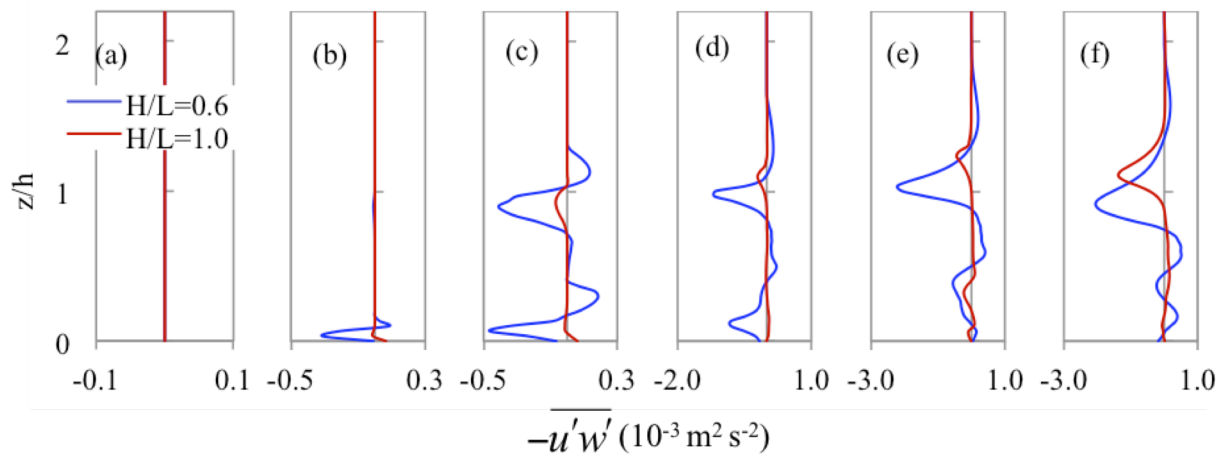 2 (a) (b) (c) (d) (e) (f)
H/L=0.6
H/L=1.0
z/h
1
0
-0.1 0.1 -0.5 0.3 -0.5 0.3 -2.0 1.0 -3.0 1.0 -3.0 1.0
-u'w' (10-3 m2 s-2)